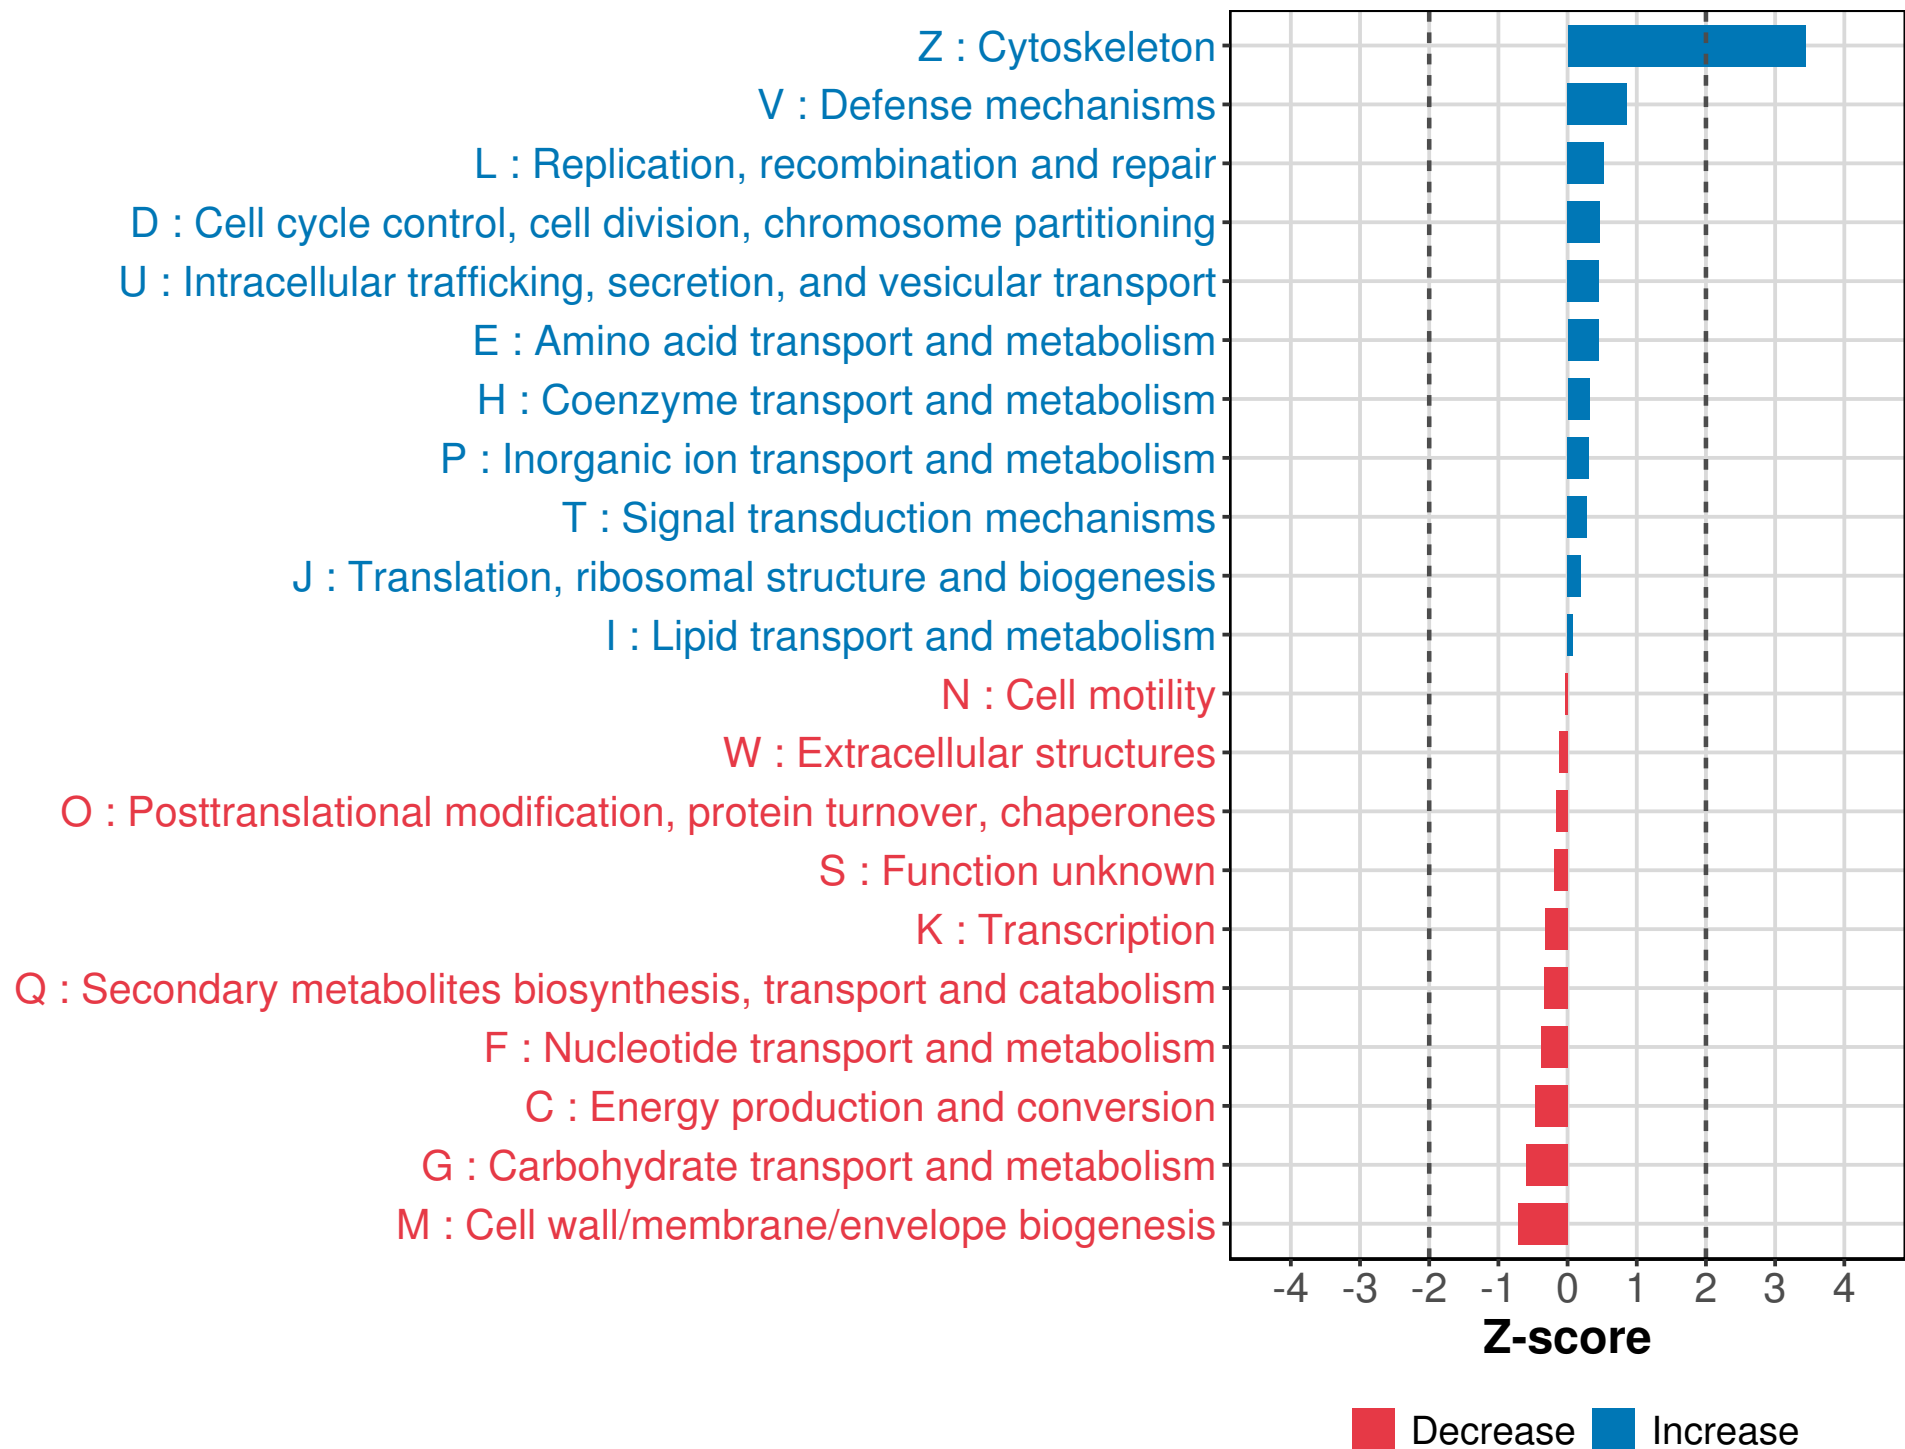 Z : Cytoskeleton
V : Defense mechanisms
L : Replication, recombination and repair
D : Cell cycle control, cell division, chromosome partitioning
U : Intracellular trafficking, secretion, and vesicular transport
E : Amino acid transport and metabolism
H : Coenzyme transport and metabolism
P : Inorganic ion transport and metabolism
T : Signal transduction mechanisms
J : Translation, ribosomal structure and biogenesis
I : Lipid transport and metabolism
N : Cell motility
W : Extracellular structures
O : Posttranslational modification, protein turnover, chaperones
S : Function unknown
K : Transcription
Q : Secondary metabolites biosynthesis, transport and catabolism
F : Nucleotide transport and metabolism
C : Energy production and conversion
G : Carbohydrate transport and metabolism
M : Cell wall/membrane/envelope biogenesis
-4 -3 -2 -1 0 1 2 3 4
Z-score
Decrease Increase